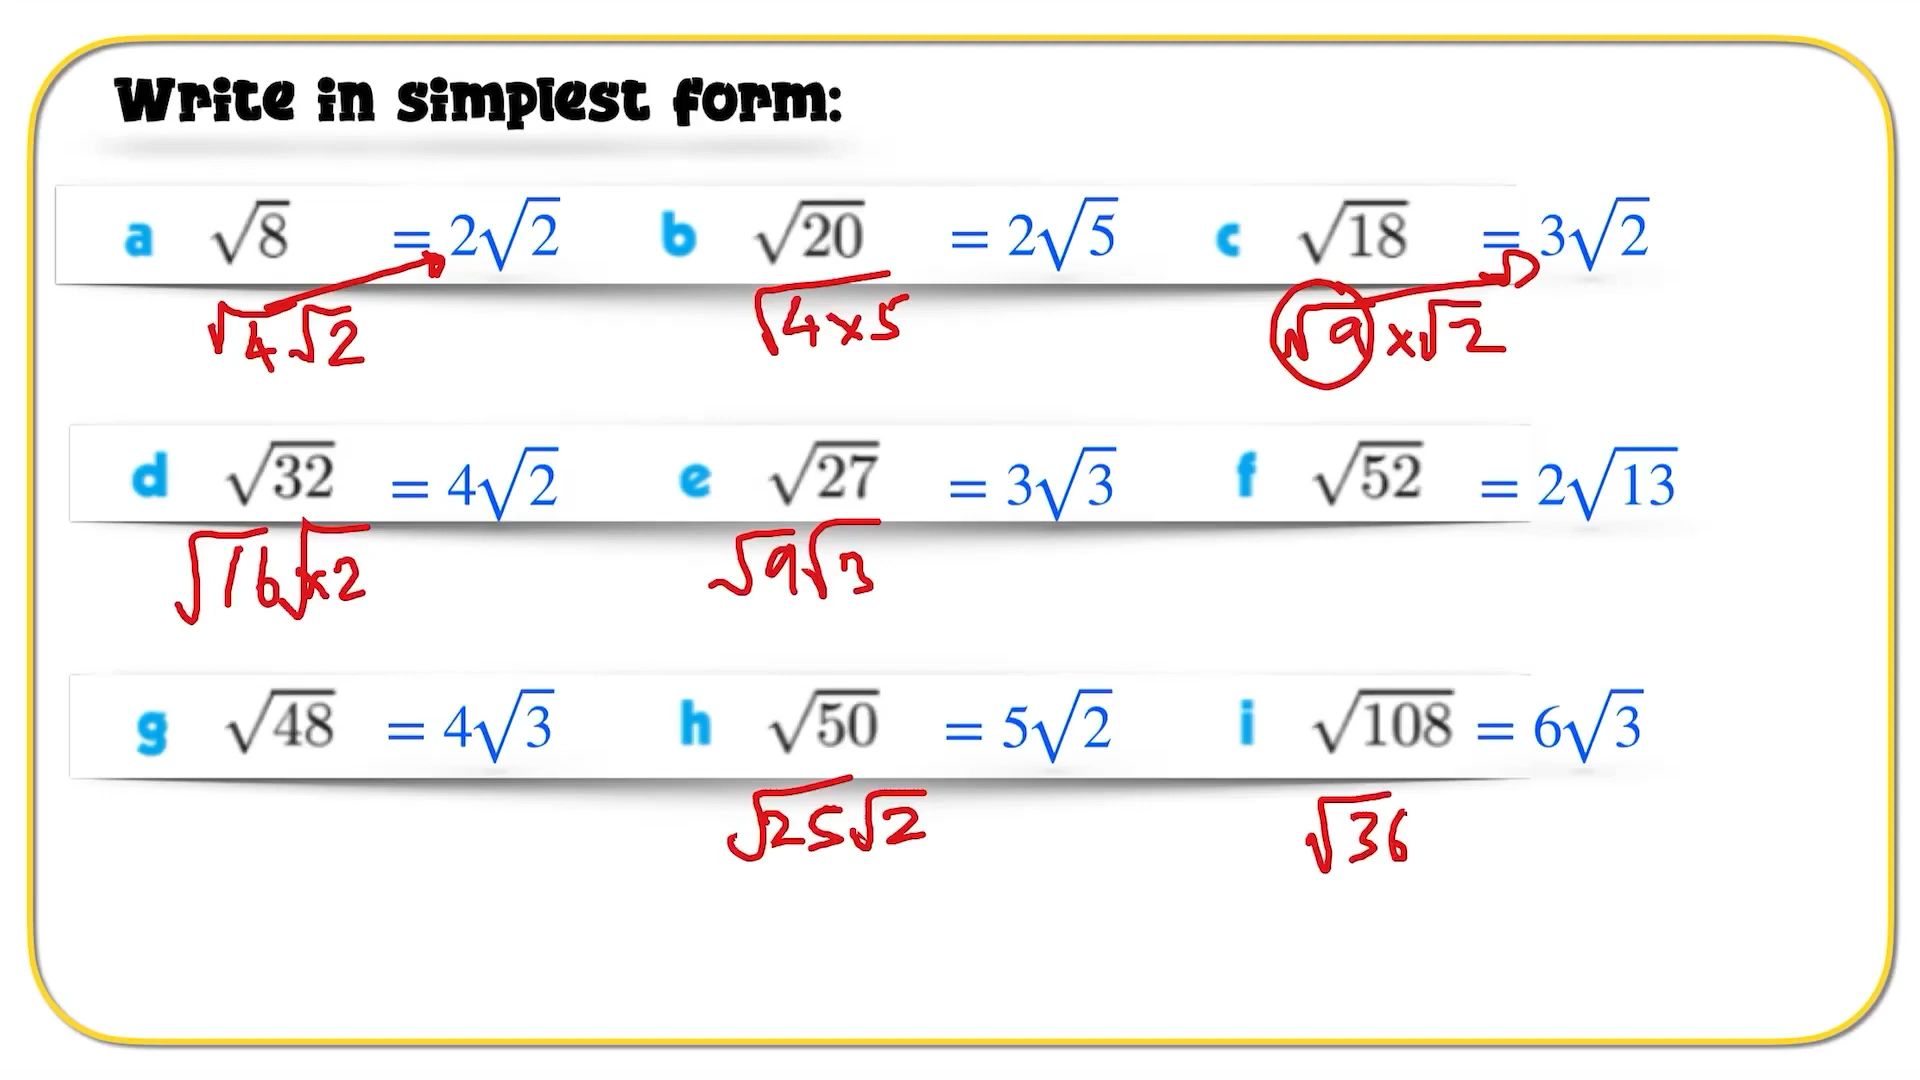 Write in simplest form:
a √8 = 2√2 b √20 = 2√5 c √18 = 3√2
√4 √2 √4×5 √9 × √2
d √32 = 4√2 e √27 = 3√3 f √52 = 2√13
√16 √×2 √9 √3
g √48 = 4√3 h √50 = 5√2 i √108 = 6√3
√25 √2 √36